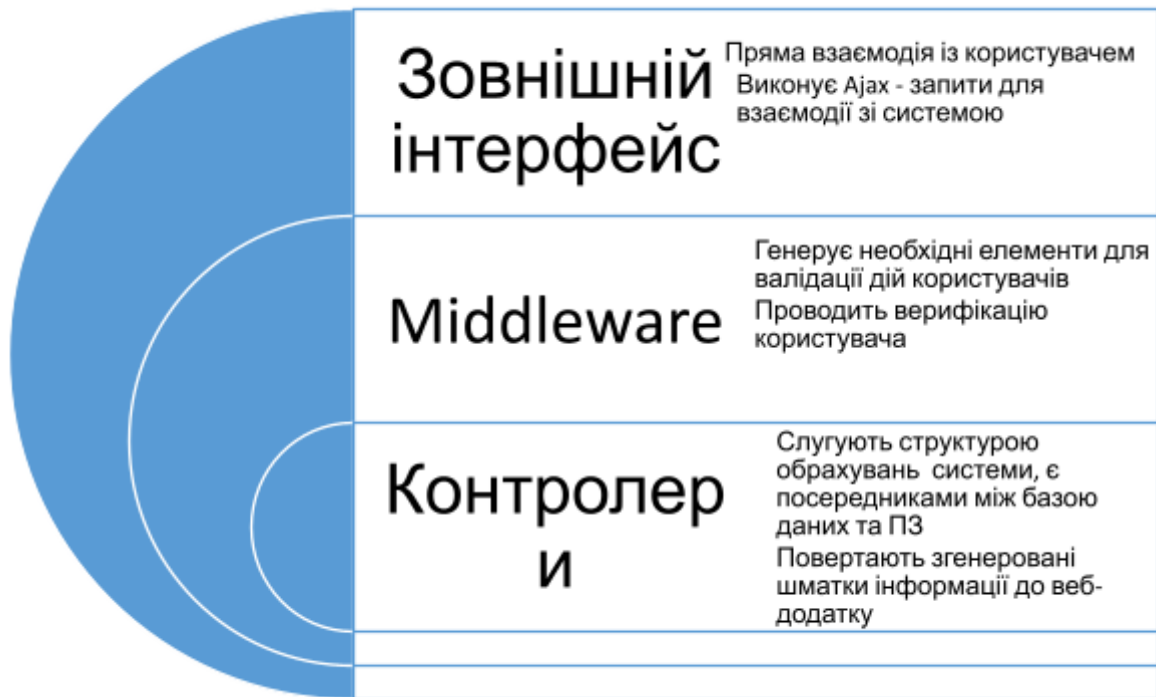 Зовнішній
інтерфейс
Пряма взаємодія із користувачем
Виконує Ajax - запити для
взаємодії зі системою
Middleware
Генерує необхідні елементи для
валідації дій користувачів
Проводить верифікацію
користувача
Контролер
и
Слугують структурою
обрахувань системи, є
посередниками між базою
даних та ПЗ
Повертають згенеровані
шматки інформації до веб-
додатку